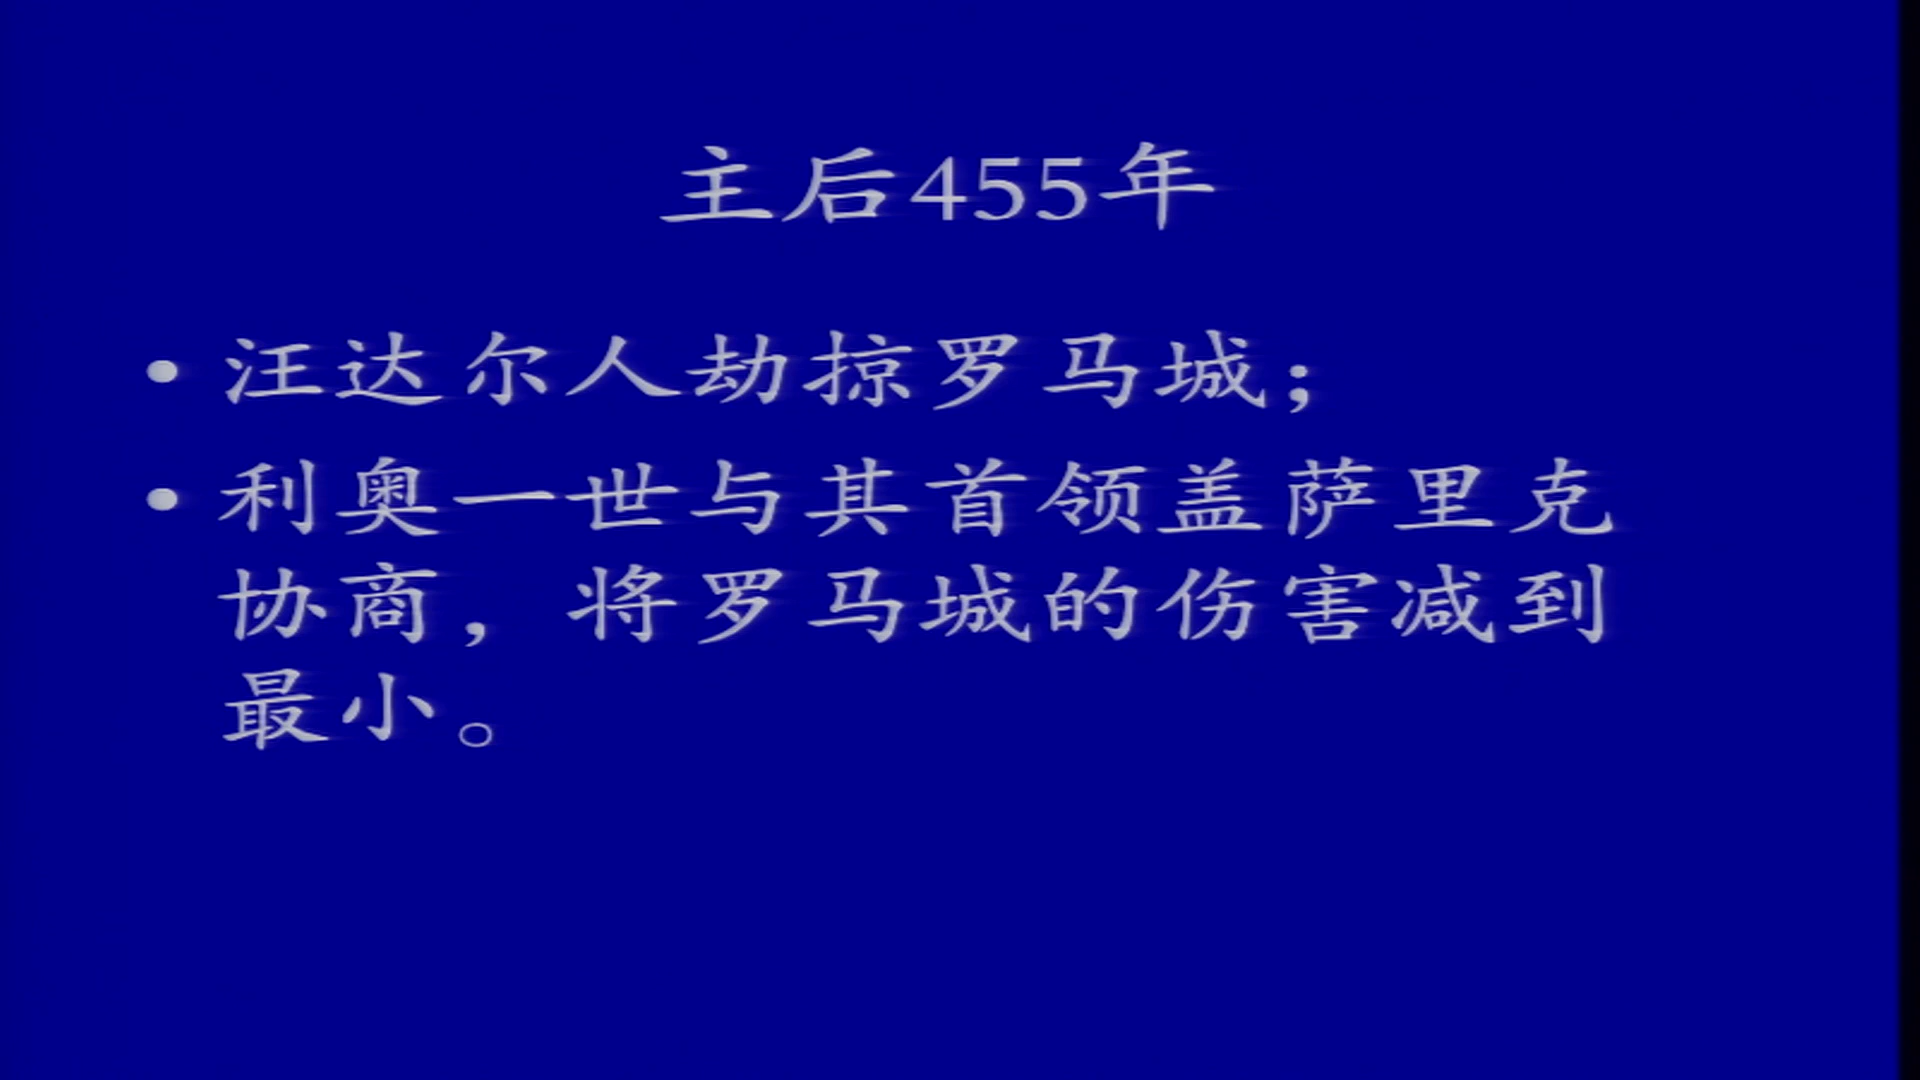 主后455年
• 汪达尔人劫掠罗马城；
• 利奥一世与其首领盖萨里克
协商，将罗马城的伤害减到
最小。